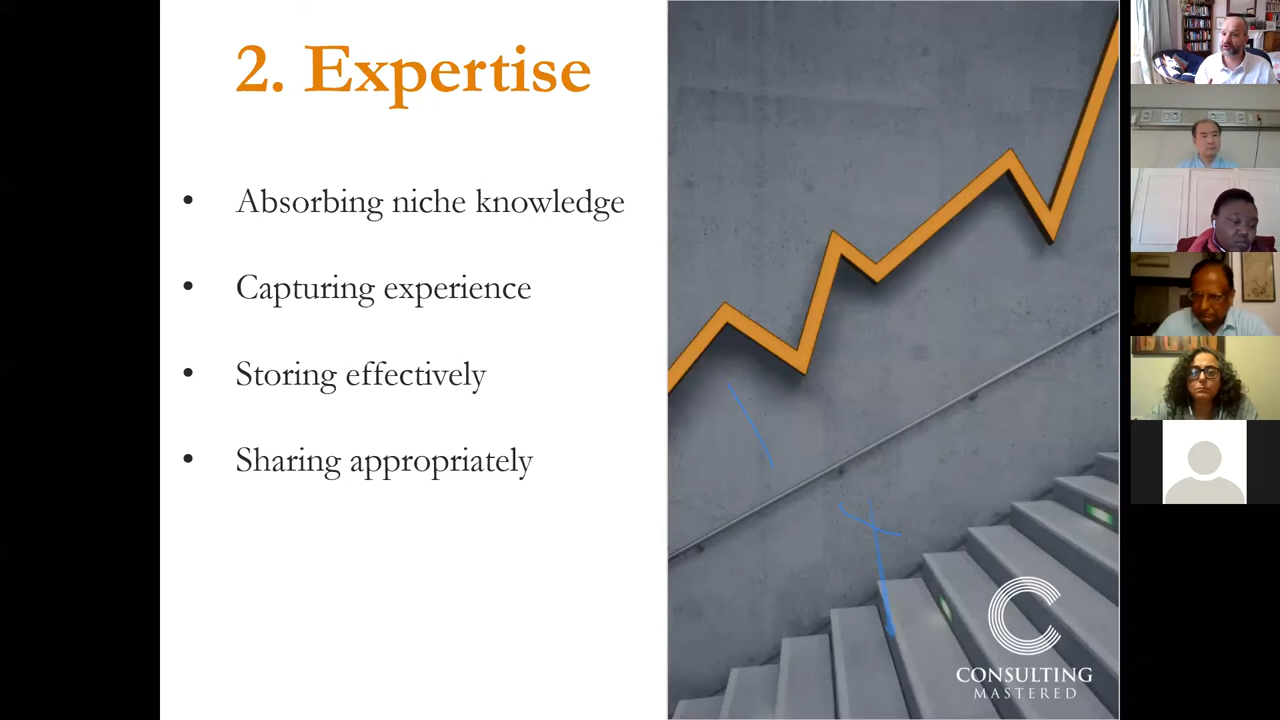 2. Expertise
• Absorbing niche knowledge
• Capturing experience
• Storing effectively
• Sharing appropriately
CONSULTING
MASTERED